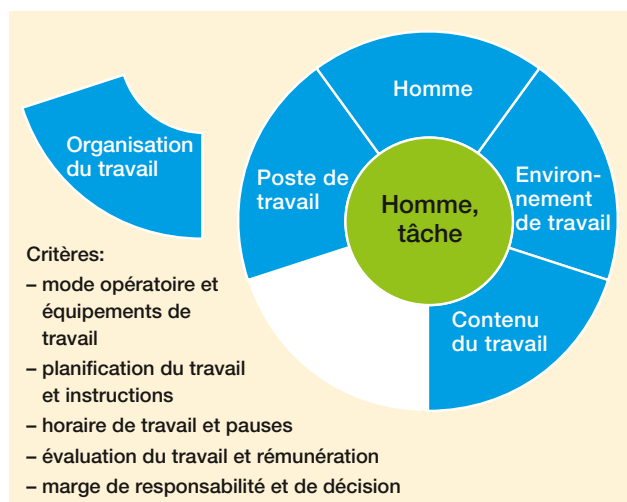 Organisation
du travail
Critères:
– mode opératoire et
équipements de
travail
– planification du travail
et instructions
– horaire de travail et pauses
– évaluation du travail et rémunération
– marge de responsabilité et de décision
Homme
Poste de
travail
Homme,
tâche
Environ-
nement
de travail
Contenu
du travail